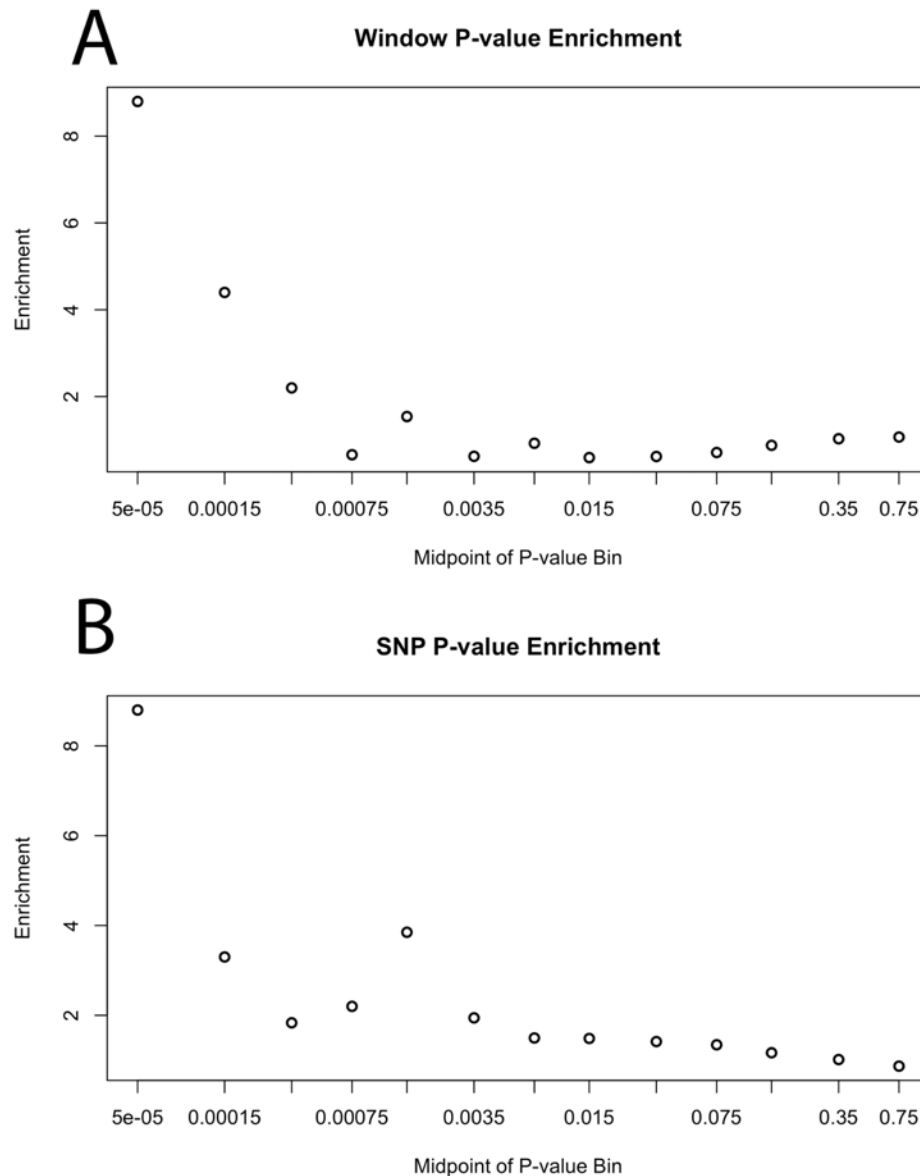 A
Window P-value Enrichment
Enrichment
8
6
4
2
5e-05 0.00015 0.00075 0.0035 0.015 0.075 0.35 0.75
Midpoint of P-value Bin
B
SNP P-value Enrichment
Enrichment
8
6
4
2
5e-05 0.00015 0.00075 0.0035 0.015 0.075 0.35 0.75
Midpoint of P-value Bin